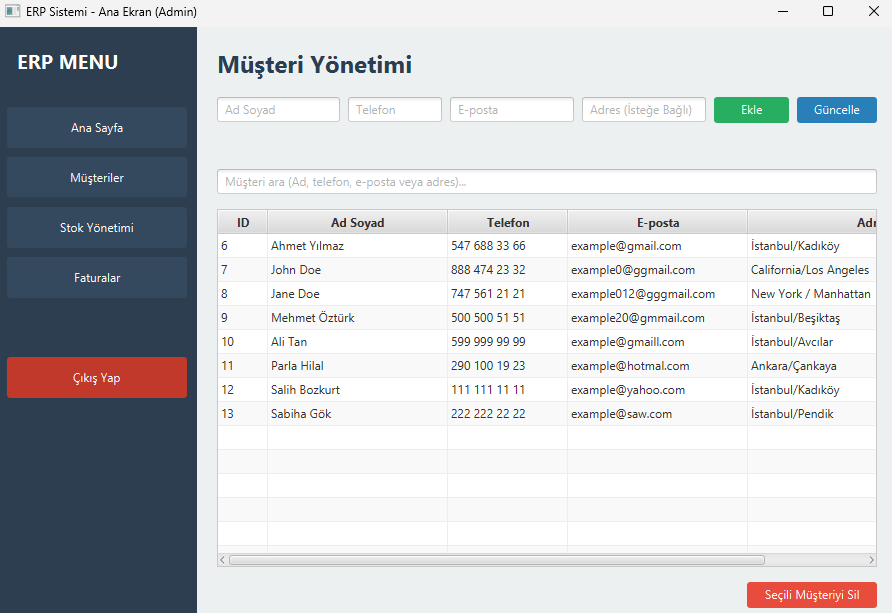 ERP Sistemi - Ana Ekran (Admin)
ERP MENU
Ana Sayfa
Müşteriler
Stok Yönetimi
Faturalar
Çıkış Yap
Müşteri Yönetimi
Ad Soyad Telefon E-posta Adres (İsteğe Bağlı) Ekle Güncelle
Müşteri ara (Ad, telefon, e-posta veya adres)...
ID Ad Soyad Telefon E-posta Adr
6 Ahmet Yılmaz 547 688 33 66 example@gmail.com İstanbul/Kadıköy
7 John Doe 888 474 23 32 example0@ggmail.com California/Los Angeles
8 Jane Doe 747 561 21 21 example012@gggmail.com New York / Manhattan
9 Mehmet Öztürk 500 500 51 51 example20@gmmail.com İstanbul/Beşiktaş
10 Ali Tan 599 999 99 99 example@gmaill.com İstanbul/Avcılar
11 Parla Hilal 290 100 19 23 example@hotmal.com Ankara/Çankaya
12 Salih Bozkurt 111 111 11 11 example@yahoo.com İstanbul/Kadıköy
13 Sabiha Gök 222 222 22 22 example@saw.com İstanbul/Pendik
Seçili Müşteriyi Sil